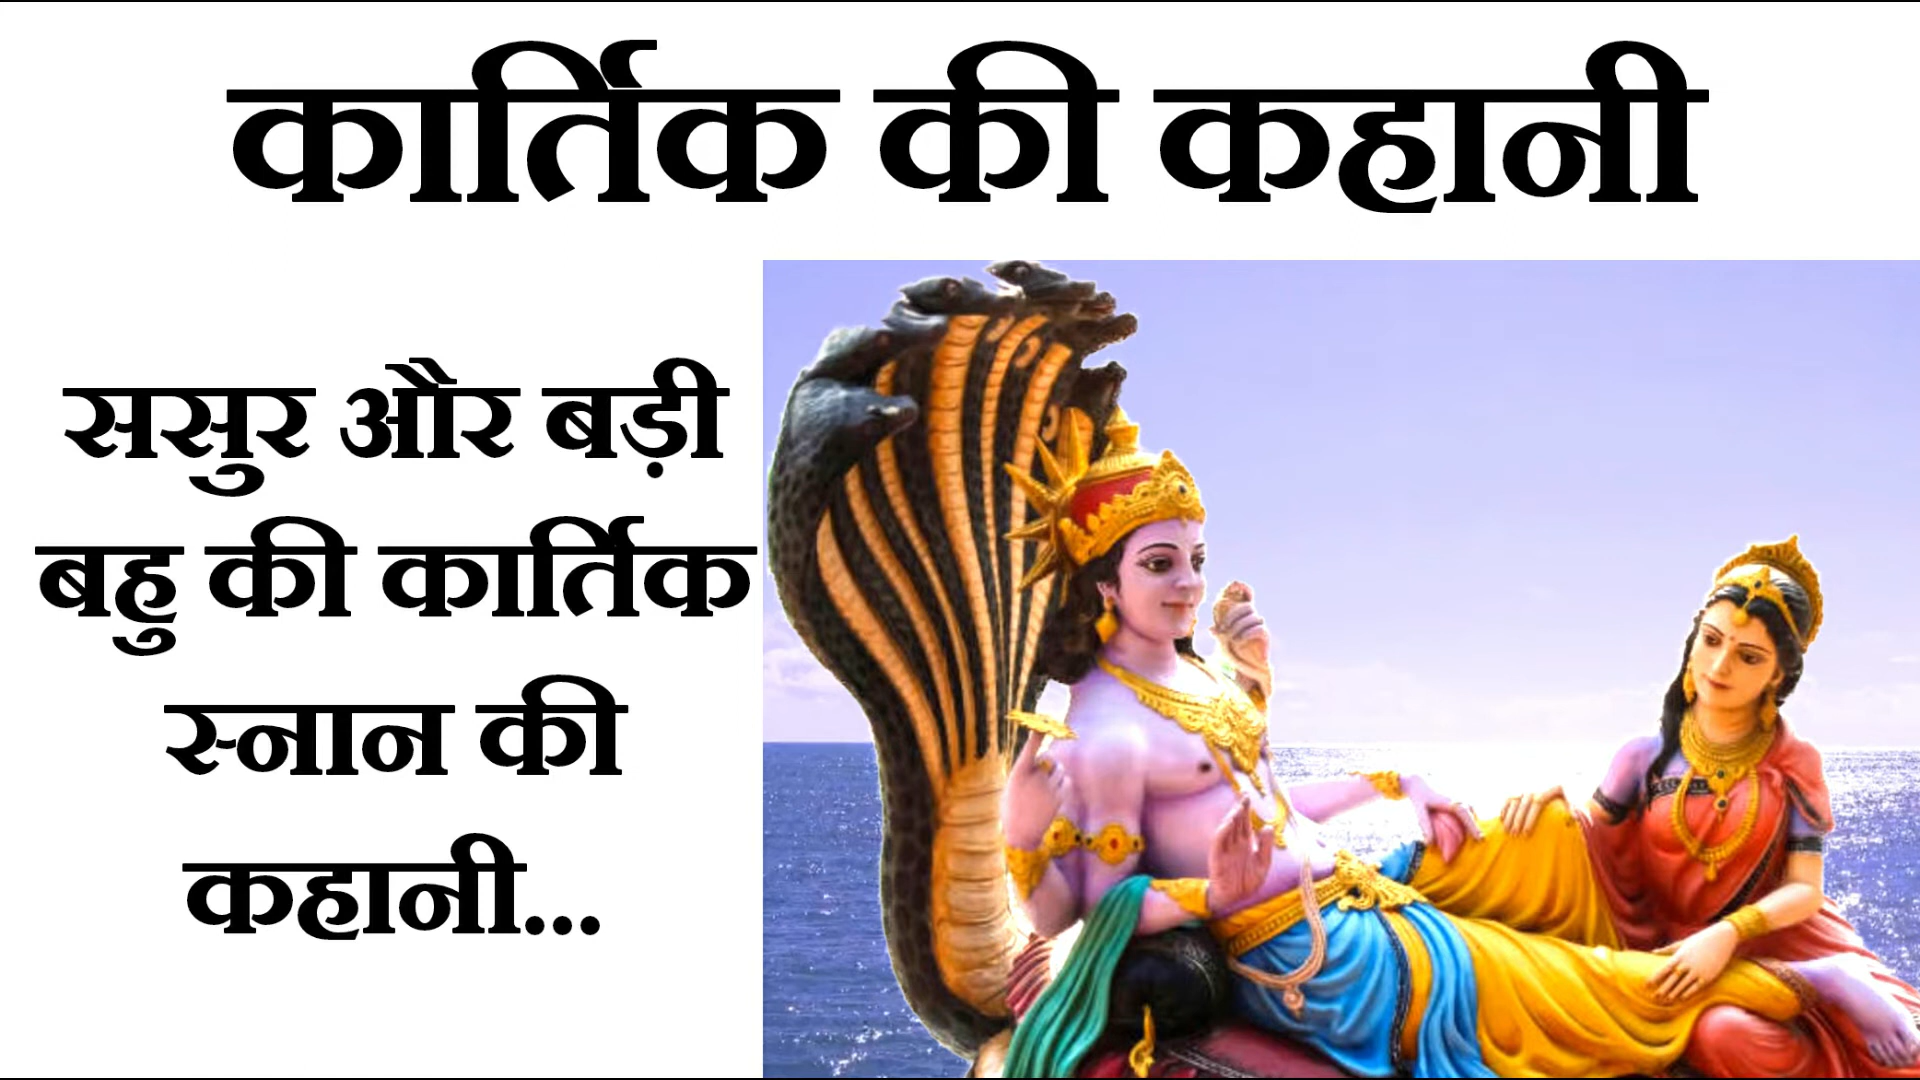 कार्तिक की कहानी
ससुर और बड़ी
बहु की कार्तिक
स्नान की
कहानी...